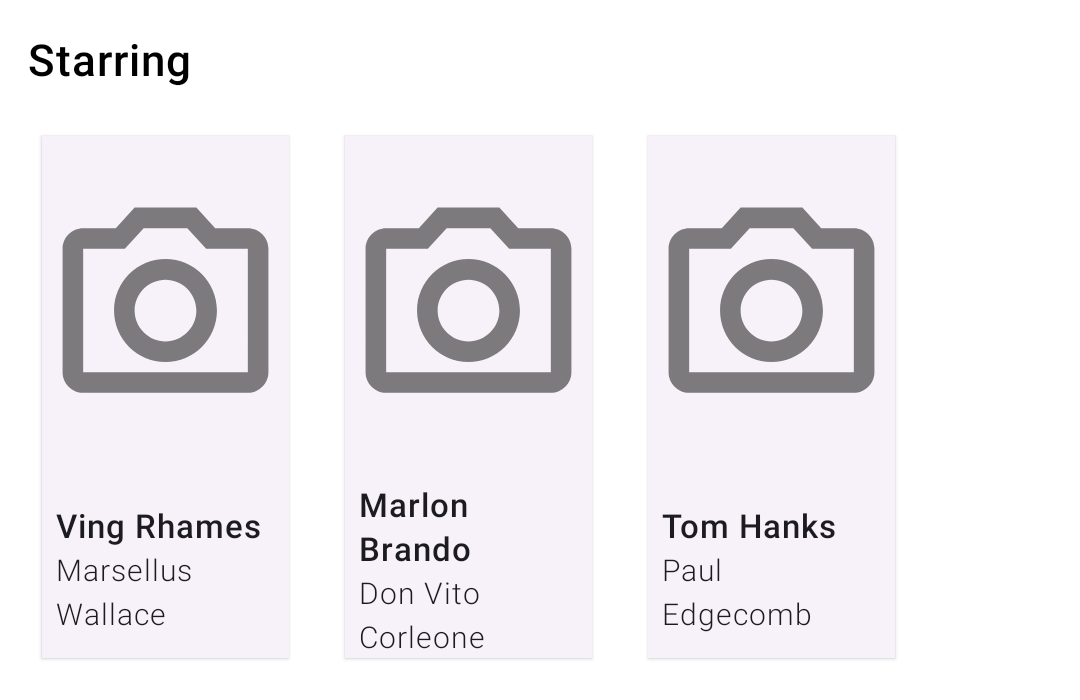 Starring
Ving Rhames
Marsellus
Wallace
Marlon
Brando
Don Vito
Corleone
Tom Hanks
Paul
Edgecomb